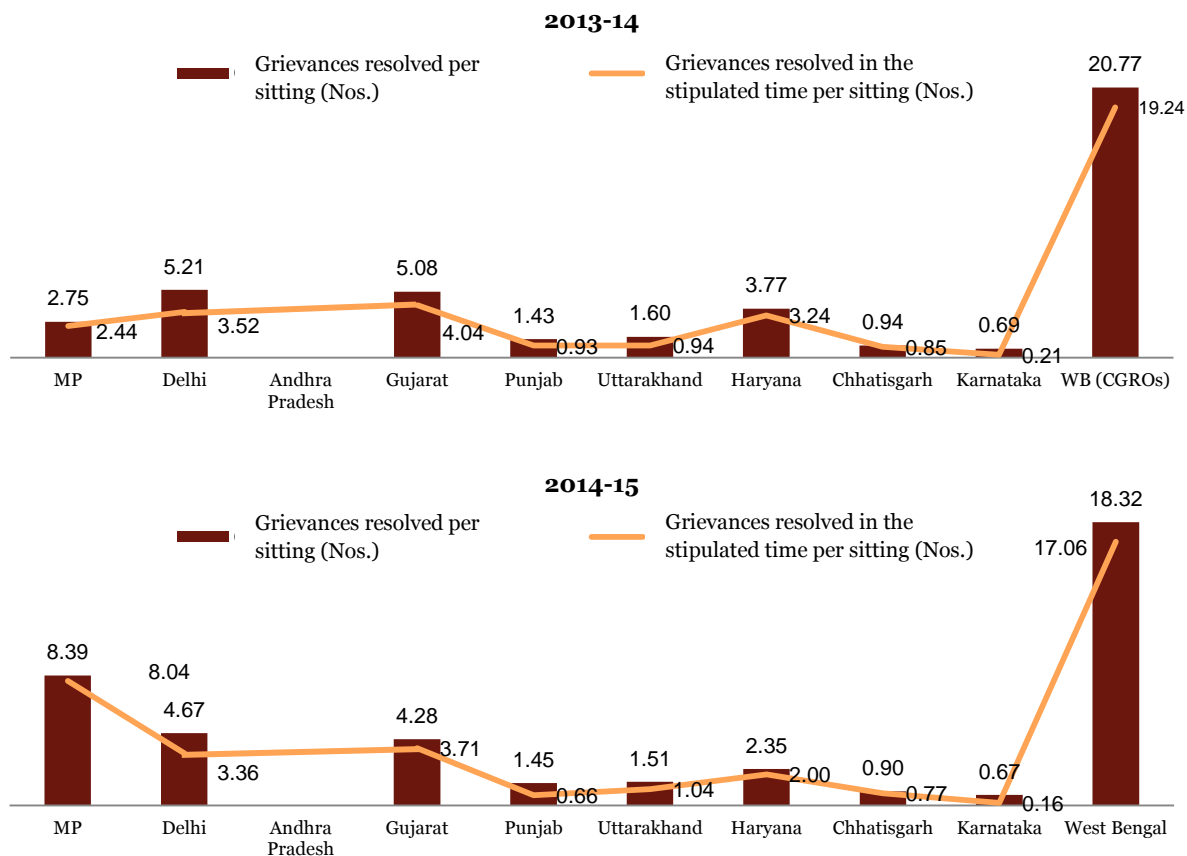 2013-14
Grievances resolved per
sitting (Nos.)
Grievances resolved in the
stipulated time per sitting (Nos.)
20.77
19.24
2.75
2.44
5.21
3.52
5.08
4.04
1.43
0.93
1.60
0.94
3.77
3.24
0.94
0.85
0.69
0.21
MP
Delhi
Andhra
Pradesh
Gujarat
Punjab
Uttarakhand
Haryana
Chhatisgarh
Karnataka
WB (CGROs)
2014-15
Grievances resolved per
sitting (Nos.)
Grievances resolved in the
stipulated time per sitting (Nos.)
18.32
17.06
8.39
8.04
4.67
3.36
4.28
3.71
1.45
0.66
1.51
1.04
2.35
2.00
0.90
0.77
0.67
0.16
MP
Delhi
Andhra
Pradesh
Gujarat
Punjab
Uttarakhand
Haryana
Chhatisgarh
Karnataka
West Bengal